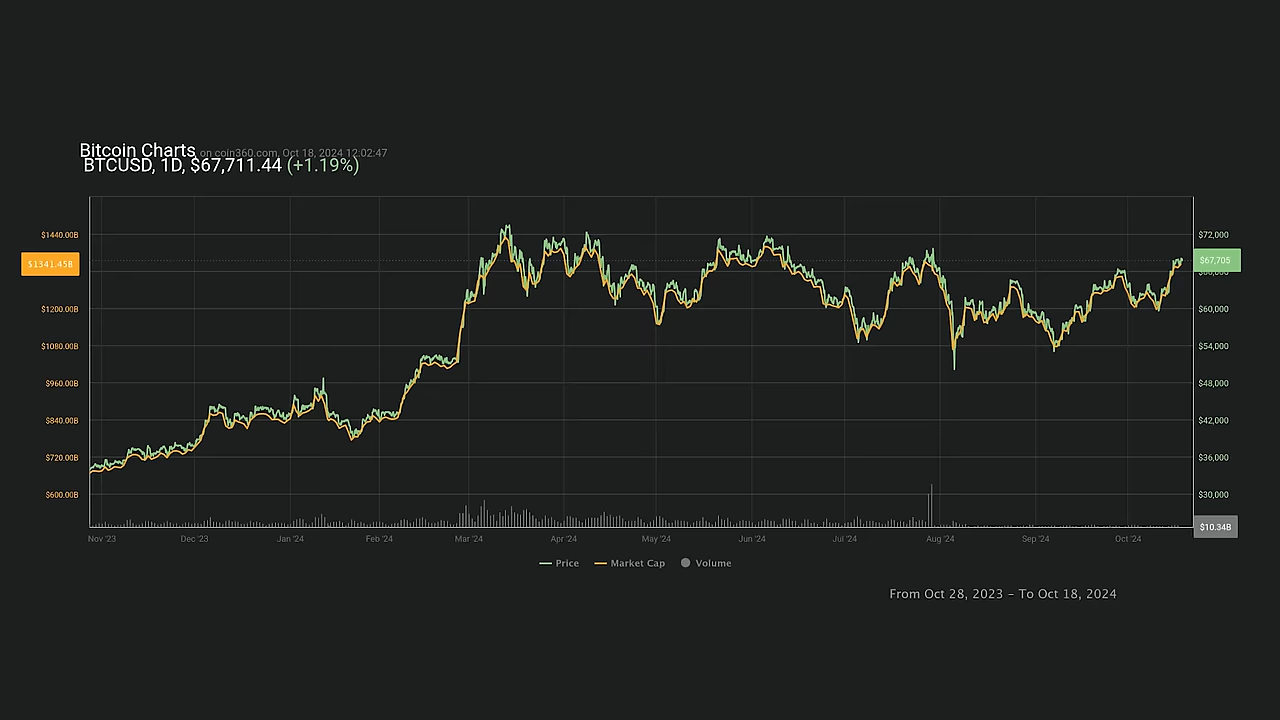 Bitcoin Charts on coin360.com, Oct 18, 2024 12:02:47
BTCUSD, 1D, $67,711.44 (+1.19%)
$1440.00B
$1341.45B
$1200.00B
$1080.00B
$960.00B
$840.00B
$720.00B
$600.00B
$72,000
$67,705
$66,000
$60,000
$54,000
$48,000
$42,000
$36,000
$30,000
$10.34B
Nov '23 Dec '23 Jan '24 Feb '24 Mar '24 Apr '24 May '24 Jun '24 Jul '24 Aug '24 Sep '24 Oct '24
Price Market Cap Volume
From Oct 28, 2023 – To Oct 18, 2024